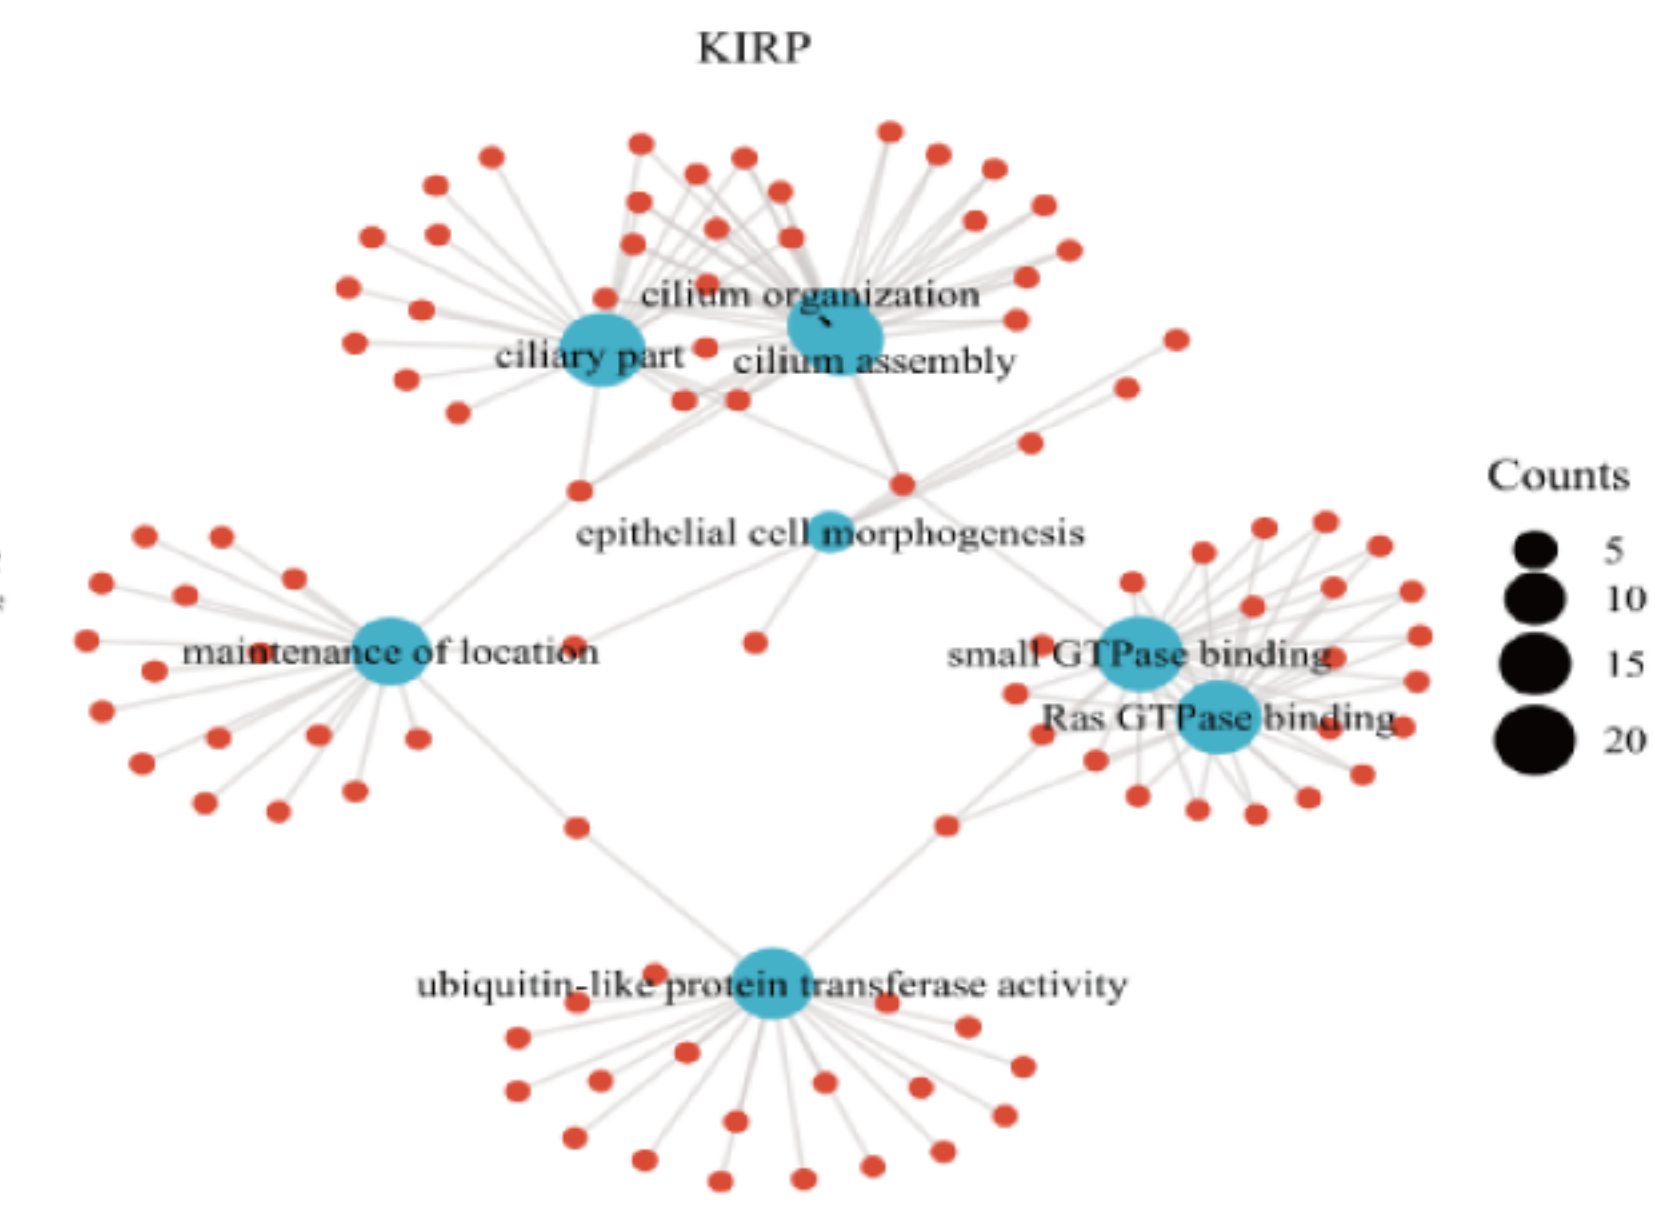 KIRP
cilium organization
ciliary part
cilium assembly
Counts
epithelial cell morphogenesis
5
10
maintenance of location
small GTPase binding
15
Ras GTPase binding
20
ubiquitin-like protein transferase activity